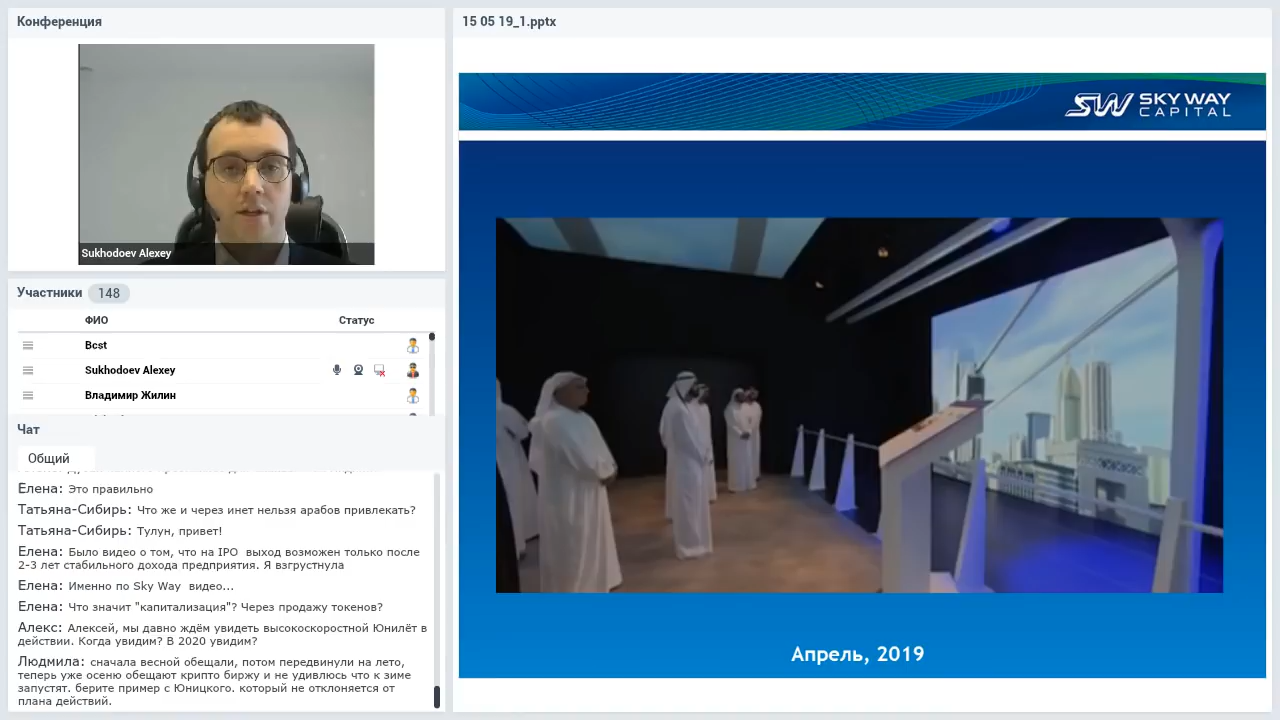 Конференция
15 05 19_1.pptx
SW SKY WAY
CAPITAL
Sukhodoev Alexey
Участники 148
ФИО Статус
Bcst
Sukhodoev Alexey
Владимир Жилин
Чат
Общий
Елена: Это правильно
Татьяна-Сибирь: Что же и через инет нельзя арабов привлекать?
Татьяна-Сибирь: Тулун, привет!
Елена: Было видео о том, что на IPO выход возможен только после
2-3 лет стабильного дохода предприятия. Я взгрустнула
Елена: Именно по Sky Way видео...
Елена: Что значит "капитализация"? Через продажу токенов?
Алекс: Алексей, мы давно ждём увидеть высокоскоростной Юнилёт в
действии. Когда увидим? В 2020 увидим?
Людмила: сначала весной обещали, потом передвинули на лето,
теперь уже осенью обещают крипто биржу и не удивлюсь что к зиме
запустят. берите пример с Юницкого. который не отклоняется от
плана действий.
Апрель, 2019